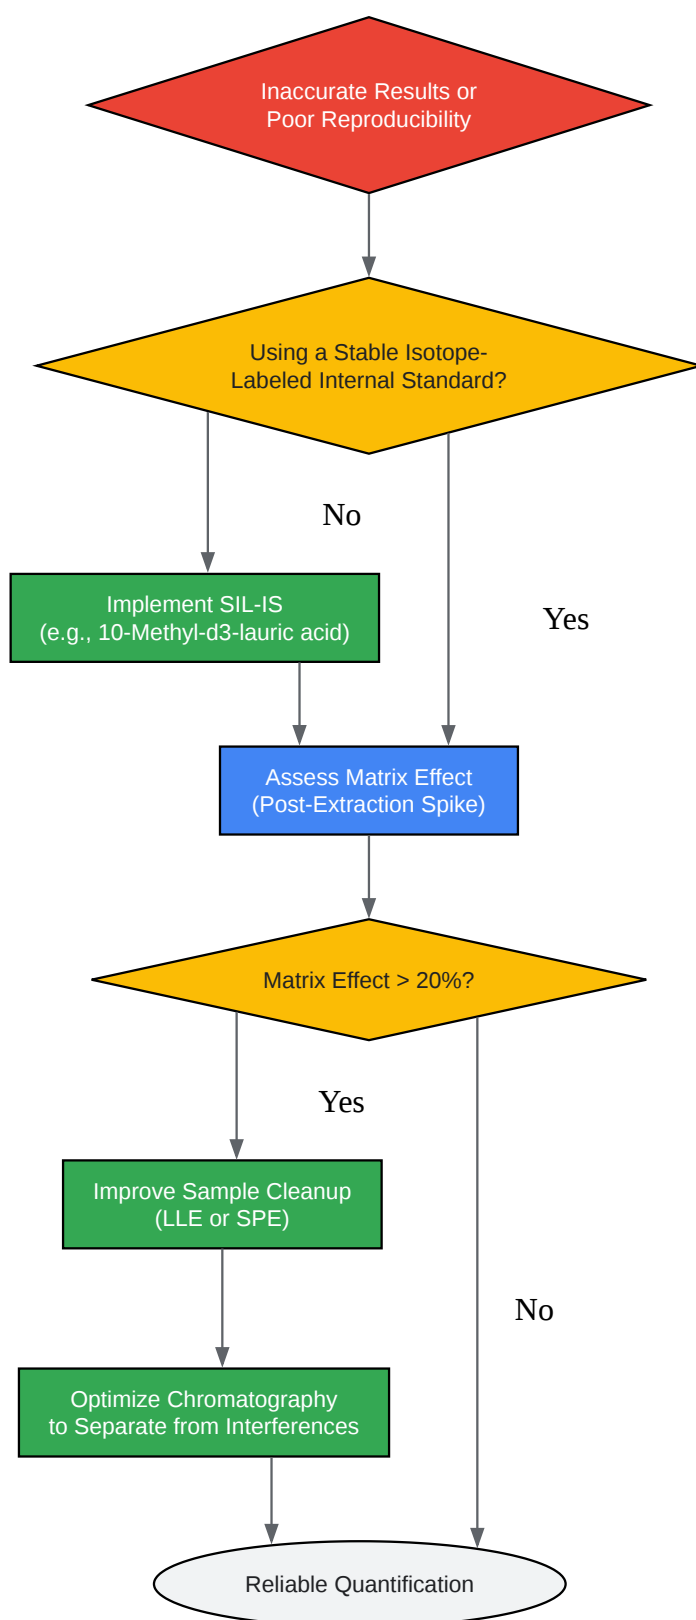 Inaccurate Results or
Poor Reproducibility
Using a Stable Isotope-
Labeled Internal Standard?
No
Implement SIL-IS
(e.g., 10-Methyl-d3-lauric acid)
Yes
Assess Matrix Effect
(Post-Extraction Spike)
Matrix Effect > 20%?
Yes
Improve Sample Cleanup
(LLE or SPE)
No
Optimize Chromatography
to Separate from Interferences
Reliable Quantification